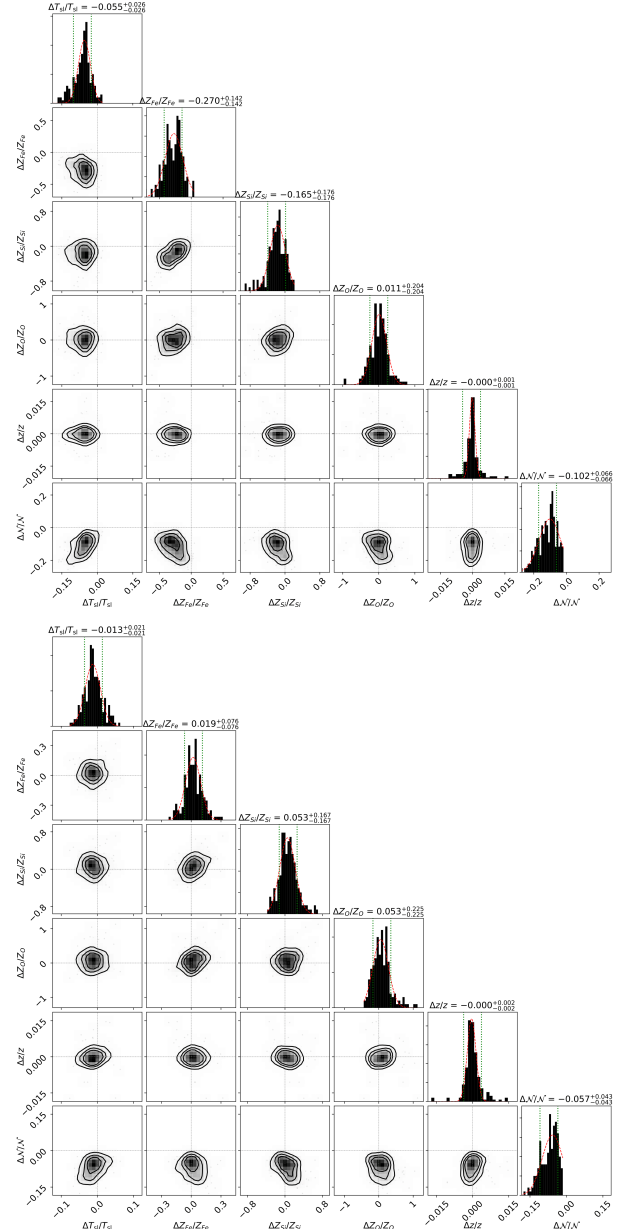 ΔT_sl/T_sl = −0.055^{+0.026}_{−0.026}
ΔZ_Fe/Z_Fe = −0.270^{+0.142}_{−0.142}
ΔZ_Fe/Z_Fe
0.5
0.0
−0.5
ΔZ_Si/Z_Si = −0.165^{+0.176}_{−0.176}
ΔZ_Si/Z_Si
0.8
0.0
−0.8
ΔZ_O/Z_O = 0.011^{+0.204}_{−0.204}
ΔZ_O/Z_O
1
0
−1
Δz/z = −0.000^{+0.001}_{−0.001}
Δz/z
0.015
0.000
−0.015
Δ𝒩/𝒩 = −0.102^{+0.066}_{−0.066}
Δ𝒩/𝒩
0.2
0.0
−0.2
−0.15 0.00 0.15 −0.5 0.0 0.5 −0.8 0.0 0.8 −1 0 1 −0.015 0.000 0.015 −0.2 0.0 0.2
ΔT_sl/T_sl ΔZ_Fe/Z_Fe ΔZ_Si/Z_Si ΔZ_O/Z_O Δz/z Δ𝒩/𝒩
ΔT_sl/T_sl = −0.013^{+0.021}_{−0.021}
ΔZ_Fe/Z_Fe = 0.019^{+0.076}_{−0.076}
ΔZ_Fe/Z_Fe
0.3
0.0
−0.3
ΔZ_Si/Z_Si = 0.053^{+0.167}_{−0.167}
ΔZ_Si/Z_Si
0.8
0.0
−0.8
ΔZ_O/Z_O = 0.053^{+0.225}_{−0.225}
ΔZ_O/Z_O
1
0
−1
Δz/z = −0.000^{+0.002}_{−0.002}
Δz/z
0.015
0.000
−0.015
Δ𝒩/𝒩 = −0.057^{+0.043}_{−0.043}
Δ𝒩/𝒩
0.15
0.00
−0.15
−0.1 0.0 0.1 −0.3 0.0 0.3 −0.8 0.0 0.8 −1 0 1 −0.015 0.000 0.015 −0.15 0.00 0.15
ΔT_sl/T_sl ΔZ_Fe/Z_Fe ΔZ_Si/Z_Si ΔZ_O/Z_O Δz/z Δ𝒩/𝒩